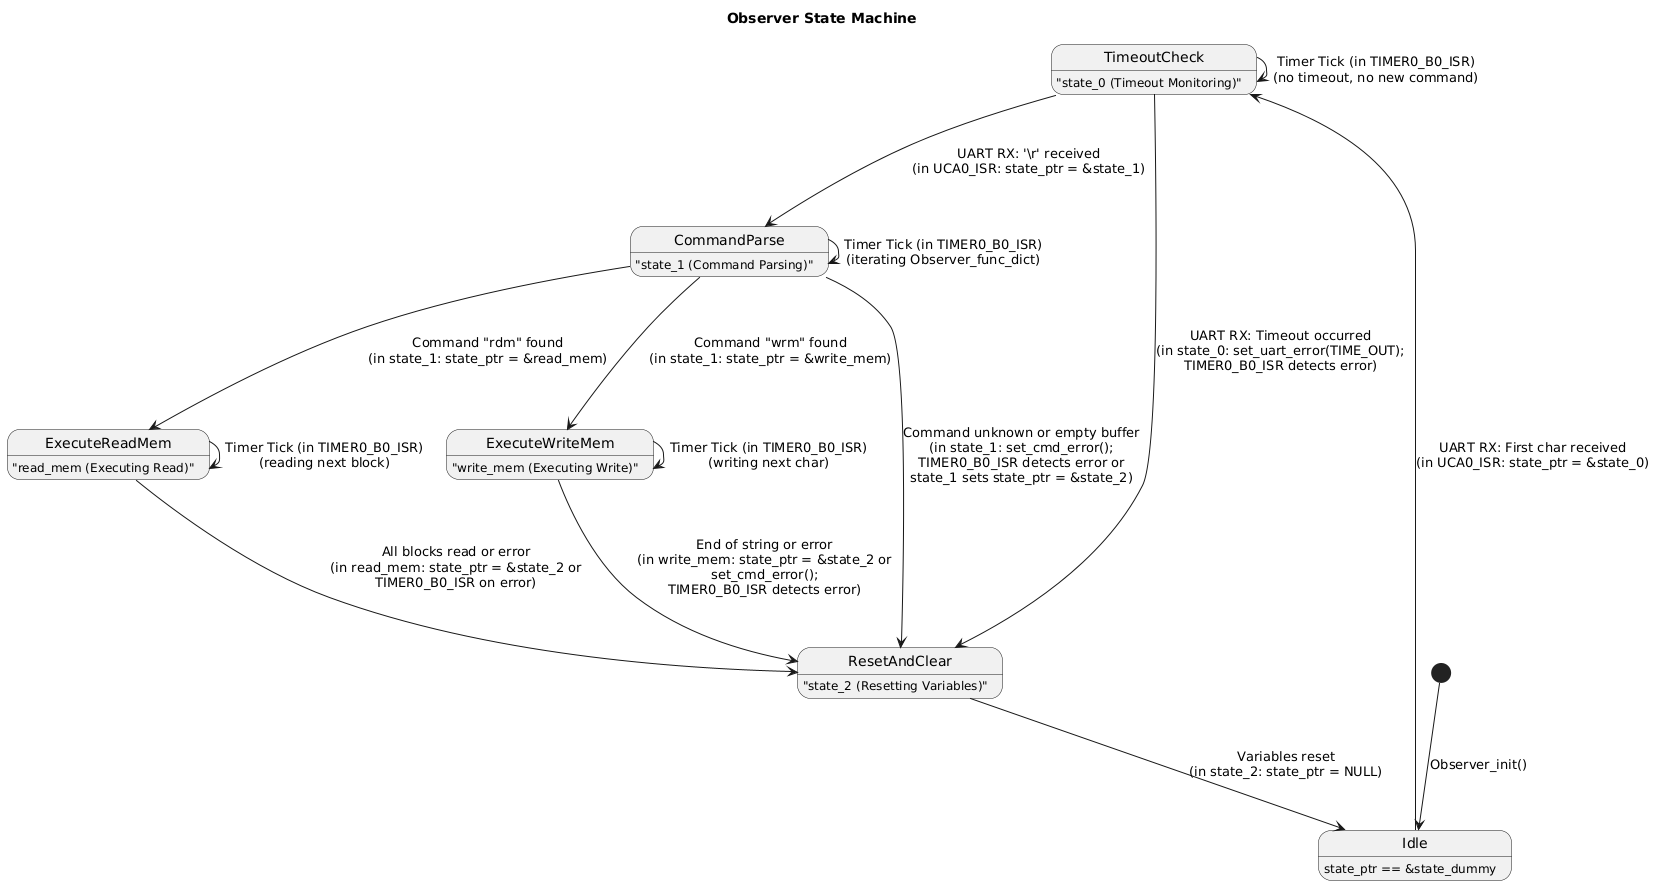 Observer State Machine
TimeoutCheck
"state_0 (Timeout Monitoring)"
Timer Tick (in TIMER0_B0_ISR)
(no timeout, no new command)
UART RX: '\r' received
(in UCA0_ISR: state_ptr = &state_1)
CommandParse
"state_1 (Command Parsing)"
Timer Tick (in TIMER0_B0_ISR)
(iterating Observer_func_dict)
Command "rdm" found
(in state_1: state_ptr = &read_mem)
Command "wrm" found
(in state_1: state_ptr = &write_mem)
UART RX: Timeout occurred
(in state_0: set_uart_error(TIME_OUT);
TIMER0_B0_ISR detects error)
ExecuteReadMem
"read_mem (Executing Read)"
Timer Tick (in TIMER0_B0_ISR)
(reading next block)
ExecuteWriteMem
"write_mem (Executing Write)"
Timer Tick (in TIMER0_B0_ISR)
(writing next char)
Command unknown or empty buffer
(in state_1: set_cmd_error();
TIMER0_B0_ISR detects error or
state_1 sets state_ptr = &state_2)
UART RX: First char received
(in UCA0_ISR: state_ptr = &state_0)
All blocks read or error
(in read_mem: state_ptr = &state_2 or
TIMER0_B0_ISR on error)
End of string or error
(in write_mem: state_ptr = &state_2 or
set_cmd_error();
TIMER0_B0_ISR detects error)
ResetAndClear
"state_2 (Resetting Variables)"
Variables reset
(in state_2: state_ptr = NULL)
Observer_init()
Idle
state_ptr == &state_dummy